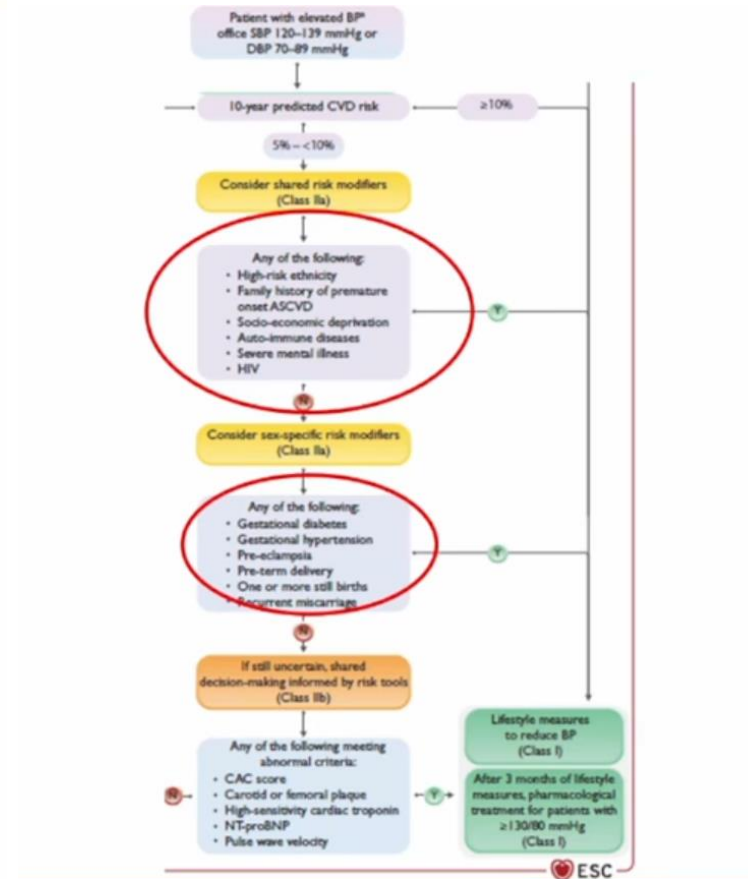 Patient with elevated BPᵃ
office SBP 120–139 mmHg or
DBP 70–89 mmHg
10-year predicted CVD risk
≥10%
5% – <10%
Consider shared risk modifiers
(Class IIa)
Any of the following:
• High-risk ethnicity
• Family history of premature
onset ASCVD
• Socio-economic deprivation
• Auto-immune diseases
• Severe mental illness
• HIV
Y
N
Consider sex-specific risk modifiers
(Class IIa)
Any of the following:
• Gestational diabetes
• Gestational hypertension
• Pre-eclampsia
• Pre-term delivery
• One or more still births
• Recurrent miscarriage
Y
N
If still uncertain, shared
decision-making informed by risk tools
(Class IIb)
Any of the following meeting
abnormal criteria:
• CAC score
• Carotid or femoral plaque
• High-sensitivity cardiac troponin
• NT-proBNP
• Pulse wave velocity
N
Y
Lifestyle measures
to reduce BP
(Class I)
After 3 months of lifestyle
measures, pharmacological
treatment for patients with
≥130/80 mmHg
(Class I)
ESC